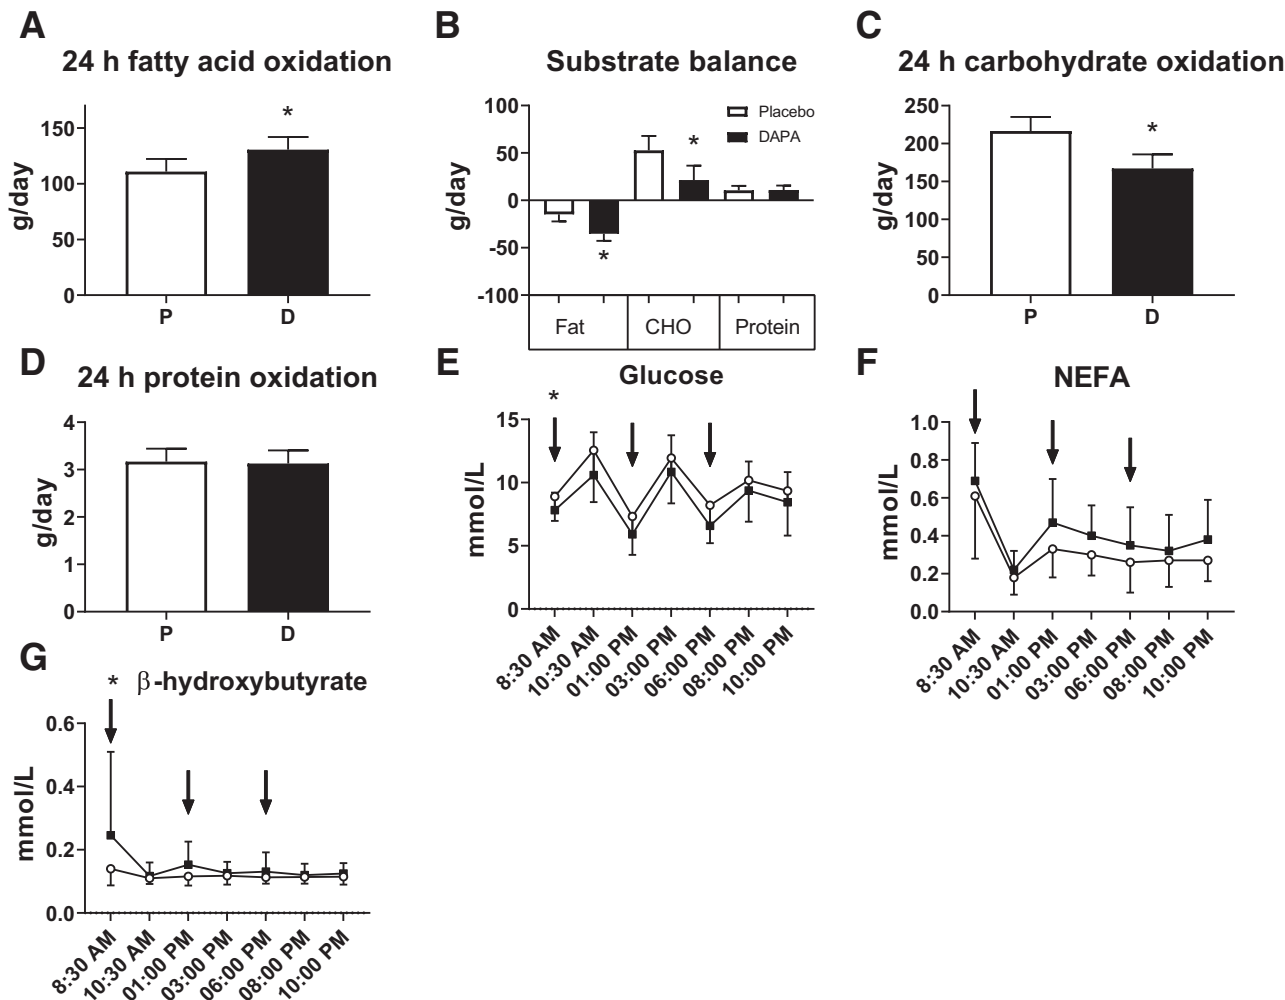 A
24 h fatty acid oxidation
g/day
150
100
50
0
P D
*
B
Substrate balance
g/day
100
50
0
-50
-100
Placebo
DAPA
*
*
Fat CHO Protein
C
24 h carbohydrate oxidation
g/day
250
200
150
100
50
0
*
P D
D
24 h protein oxidation
g/day
4
3
2
1
0
P D
E
Glucose
*
mmol/L
15
10
5
0
8:30 AM
10:30 AM
01:00 PM
03:00 PM
06:00 PM
08:00 PM
10:00 PM
F
NEFA
mmol/L
1.0
0.8
0.6
0.4
0.2
0.0
8:30 AM
10:30 AM
01:00 PM
03:00 PM
06:00 PM
08:00 PM
10:00 PM
G
* β-hydroxybutyrate
mmol/L
0.6
0.4
0.2
0.0
8:30 AM
10:30 AM
01:00 PM
03:00 PM
06:00 PM
08:00 PM
10:00 PM